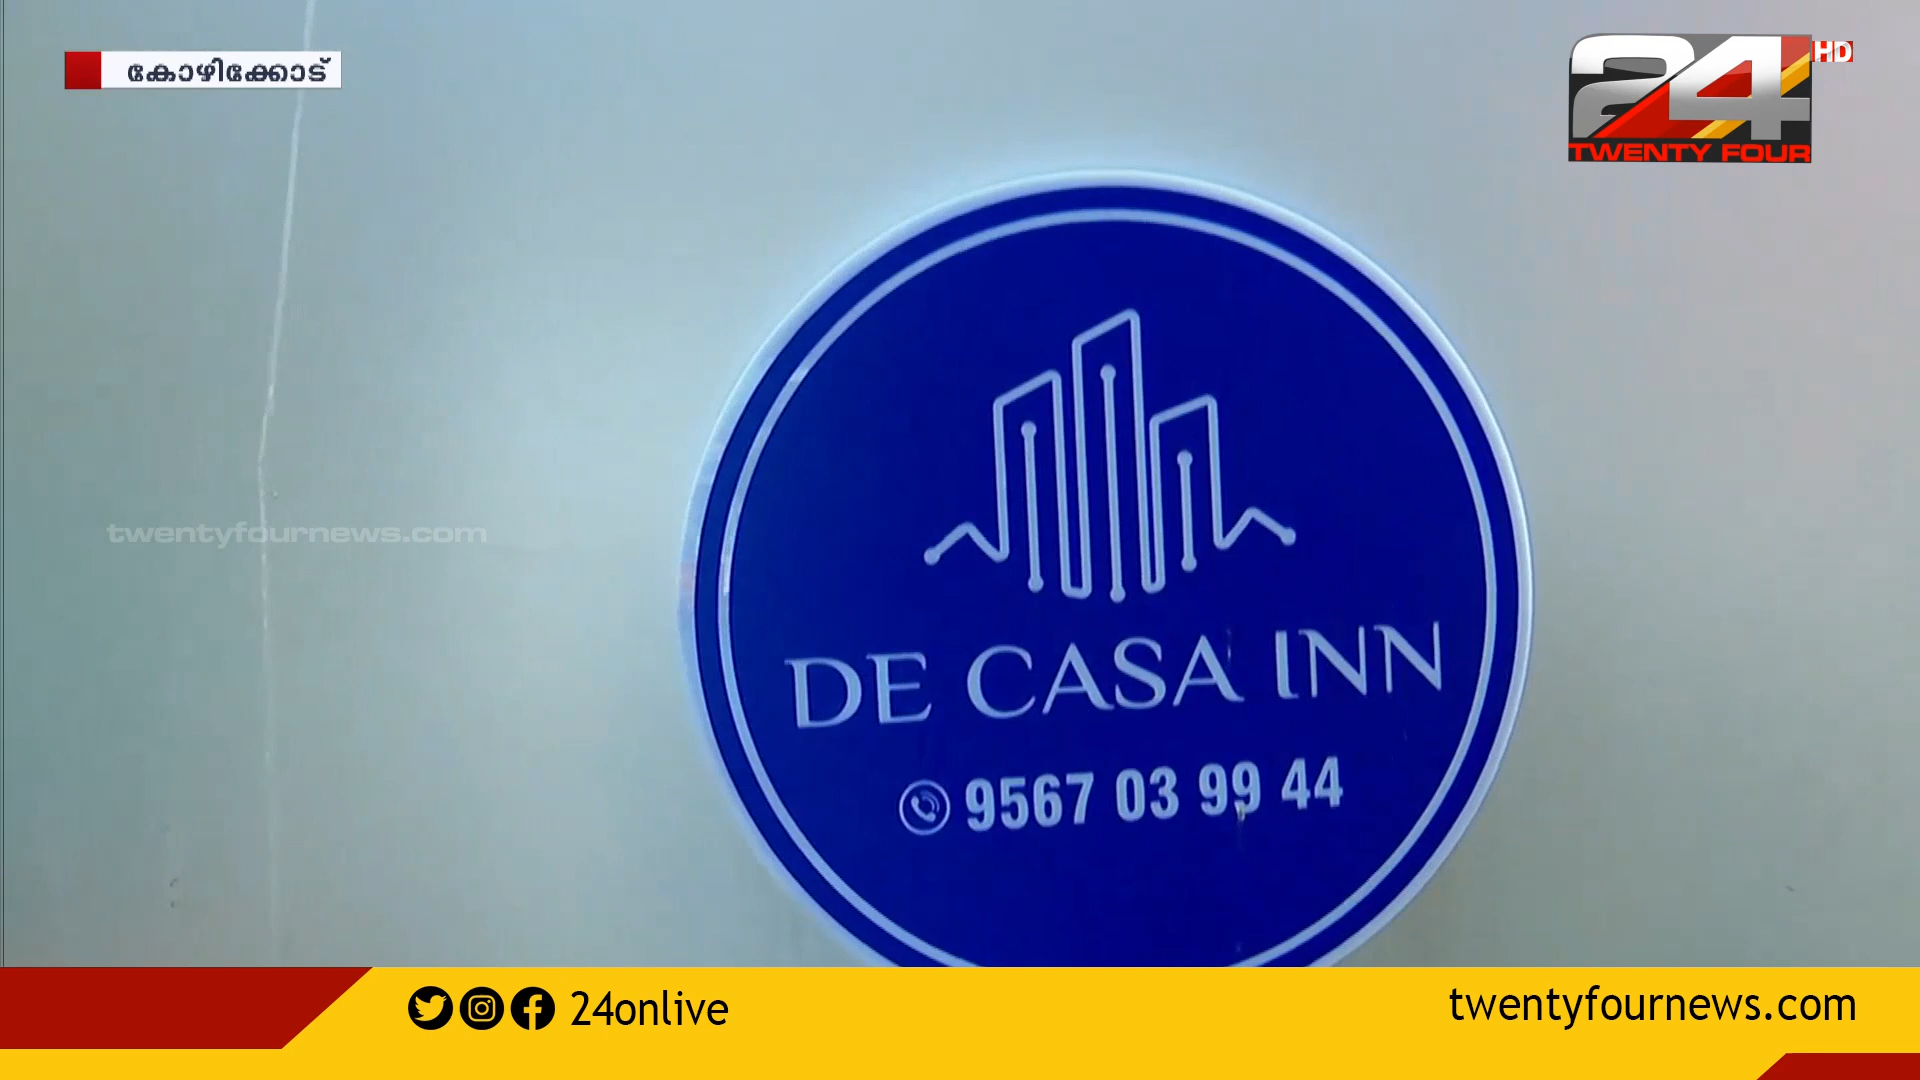 കോഴിക്കോട്
24 HD
TWENTY FOUR
twentyfournews.com
DE CASA INN
9567 03 99 44
24onlive
twentyfournews.com